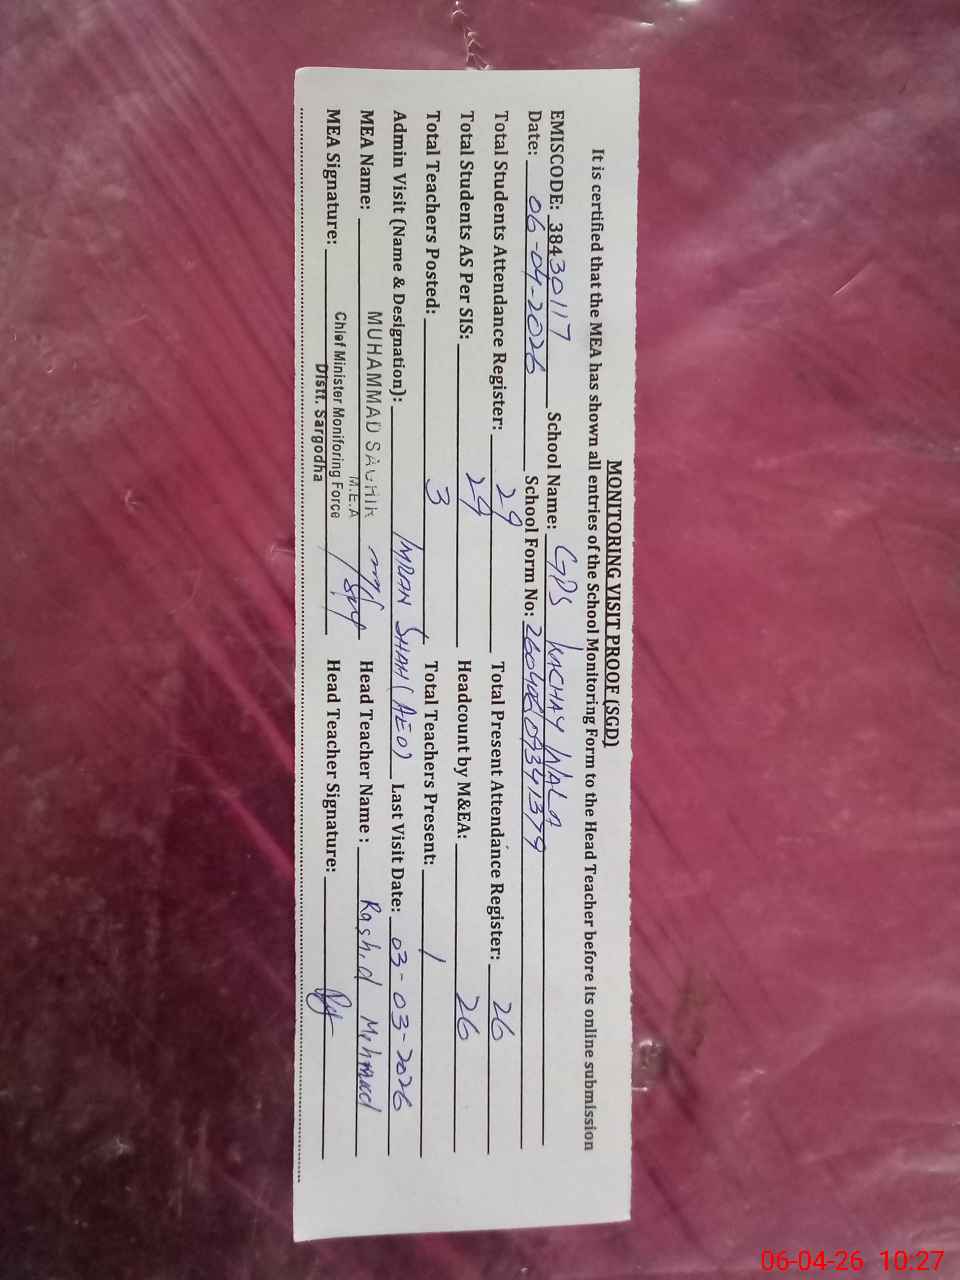 MONITORING VISIT PROOF (SGD)
It is certified that the MEA has shown all entries of the School Monitoring Form to the Head Teacher before its online submission
EMISCODE: 38430117 School Name: GPS KACHAY WALA
Date: 06-04-2026 School Form No:
Total Students Attendance Register: 29 Total Present Attendance Register: 26
Total Students AS Per SIS: 29 Headcount by M&EA: 26
Total Teachers Posted: 3 Total Teachers Present: 1
Admin Visit (Name & Designation): IMRAN SHAH (AEO) Last Visit Date: 03-03-2026
MEA Name: MUHAMMAD Head Teacher Name : Rashid Mehmood
M.E.A
MEA Signature: Chief Minister Monitoring Force Head Teacher Signature:
Distt. Sargodha
06-04-26 10:27